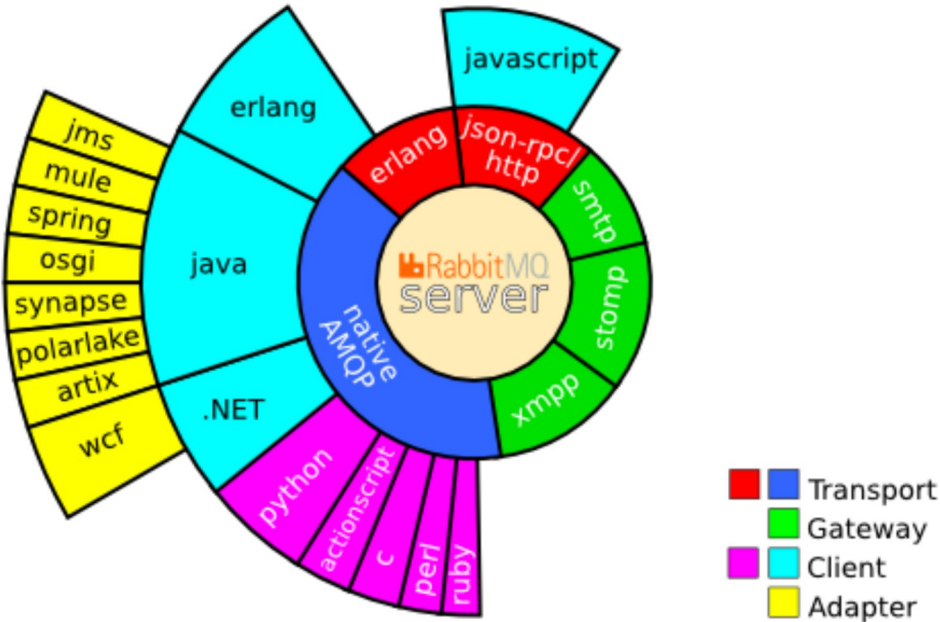 javascript
erlang
jms
mule
spring
osgi
synapse
polarlake
artix
wcf
java
.NET
erlang
json-rpc/
http
smtp
stomp
xmpp
native
AMQP
RabbitMQ
server
python
actionscript
c
perl
ruby
Transport
Gateway
Client
Adapter